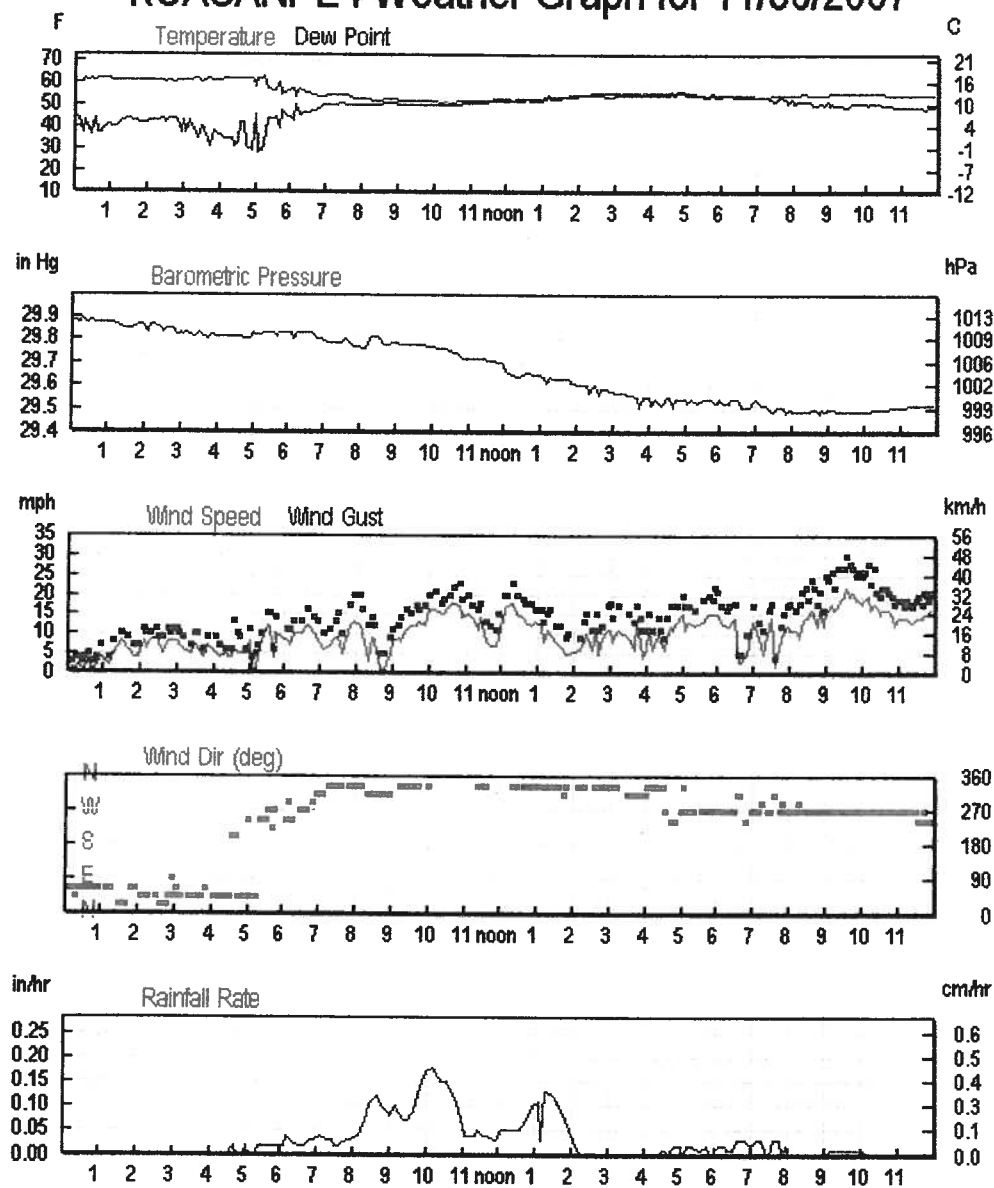 Weather Graph for
F C
Temperature Dew Point
70 21
60 16
50 10
40 4
30 -1
20 -7
10 -12
1 2 3 4 5 6 7 8 9 10 11 noon 1 2 3 4 5 6 7 8 9 10 11
in Hg hPa
Barometric Pressure
29.9 1013
29.8 1009
29.7 1006
29.6 1002
29.5 999
29.4 996
1 2 3 4 5 6 7 8 9 10 11 noon 1 2 3 4 5 6 7 8 9 10 11
mph km/h
Wind Speed Wind Gust
35 56
30 48
25 40
20 32
15 24
10 16
5 8
0 0
1 2 3 4 5 6 7 8 9 10 11 noon 1 2 3 4 5 6 7 8 9 10 11
Wind Dir (deg)
N 360
W 270
S 180
E 90
N 0
1 2 3 4 5 6 7 8 9 10 11 noon 1 2 3 4 5 6 7 8 9 10 11
in/hr cm/hr
Rainfall Rate
0.25 0.6
0.20 0.5
0.15 0.4
0.10 0.3
0.05 0.1
0.00 0.0
1 2 3 4 5 6 7 8 9 10 11 noon 1 2 3 4 5 6 7 8 9 10 11